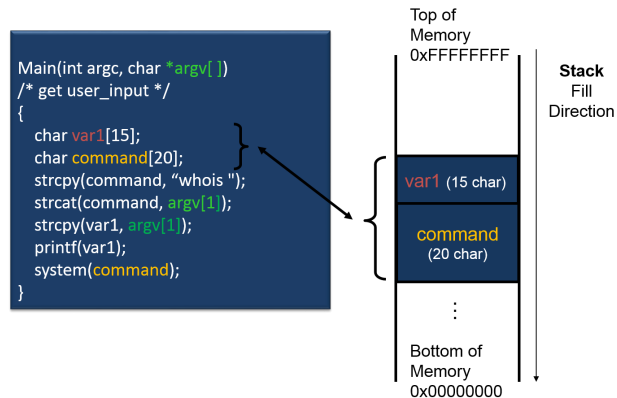 Main(int argc, char *argv[ ])
/* get user_input */
{
char var1[15];
char command[20];
strcpy(command, “whois ");
strcat(command, argv[1]);
strcpy(var1, argv[1]);
printf(var1);
system(command);
}
Top of
Memory
0xFFFFFFFF
Stack
Fill
Direction
var1 (15 char)
command
(20 char)
⋮
Bottom of
Memory
0x00000000